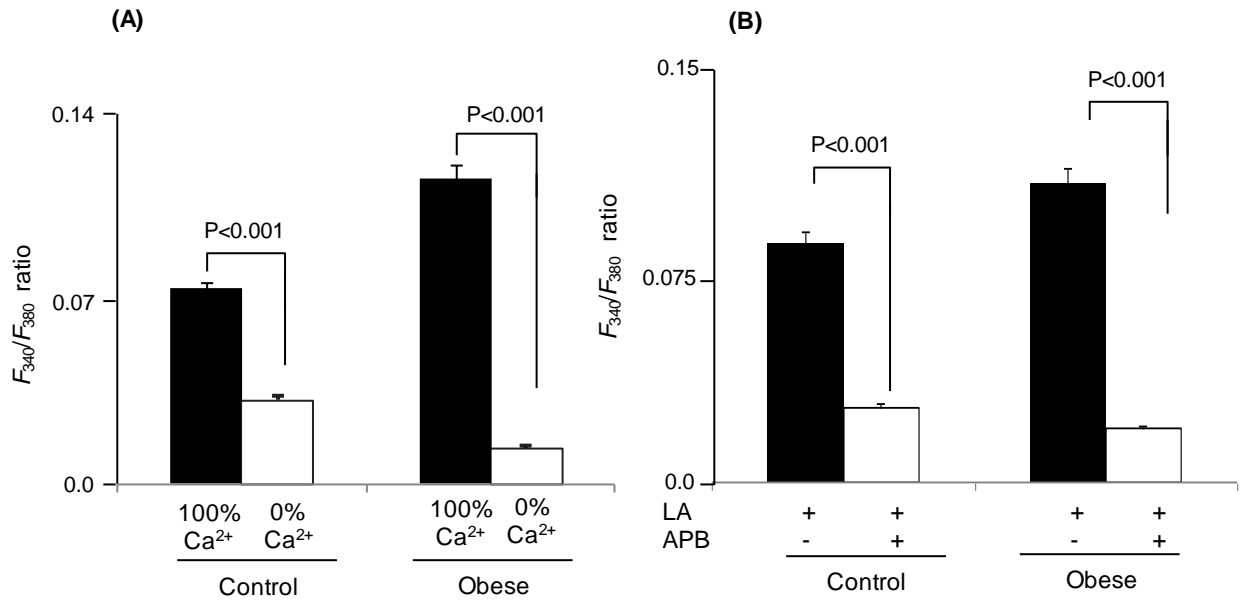 (A)
F340/F380 ratio
0.14
0.07
0.0
P<0.001
P<0.001
100% Ca²⁺
0% Ca²⁺
100% Ca²⁺
0% Ca²⁺
Control
Obese
(B)
F340/F380 ratio
0.15
0.075
0.0
P<0.001
P<0.001
LA + + + +
APB - + - +
Control
Obese